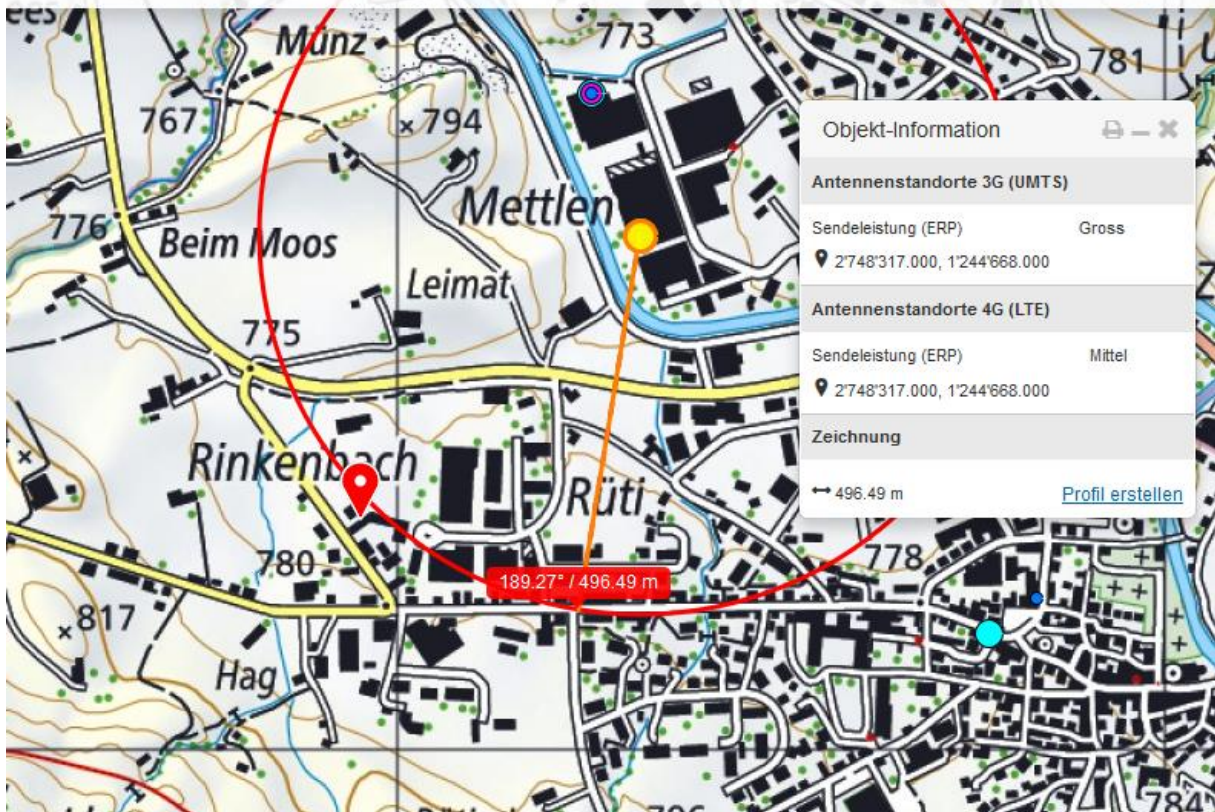 ees
Münz
773
781
767
794
Mettlen
776
Beim Moos
Leimat
775
Rinkenbach
Rüti
780
778
189.27° / 496.49 m
817
Hag
784
Objekt-Information
Antennenstandorte 3G (UMTS)
Sendeleistung (ERP) Gross
2'748'317.000, 1'244'668.000
Antennenstandorte 4G (LTE)
Sendeleistung (ERP) Mittel
2'748'317.000, 1'244'668.000
Zeichnung
496.49 m Profil erstellen